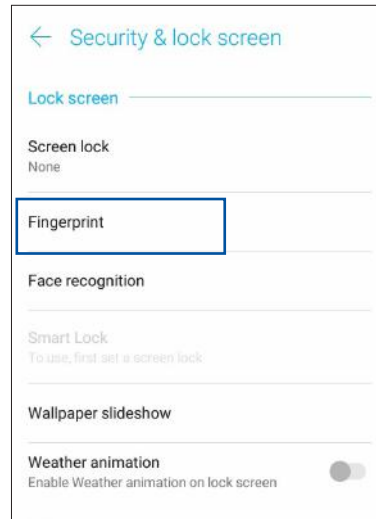 Security & lock screen
Lock screen
Screen lock
None
Fingerprint
Face recognition
Smart Lock
To use, first set a screen lock
Wallpaper slideshow
Weather animation
Enable Weather animation on lock screen